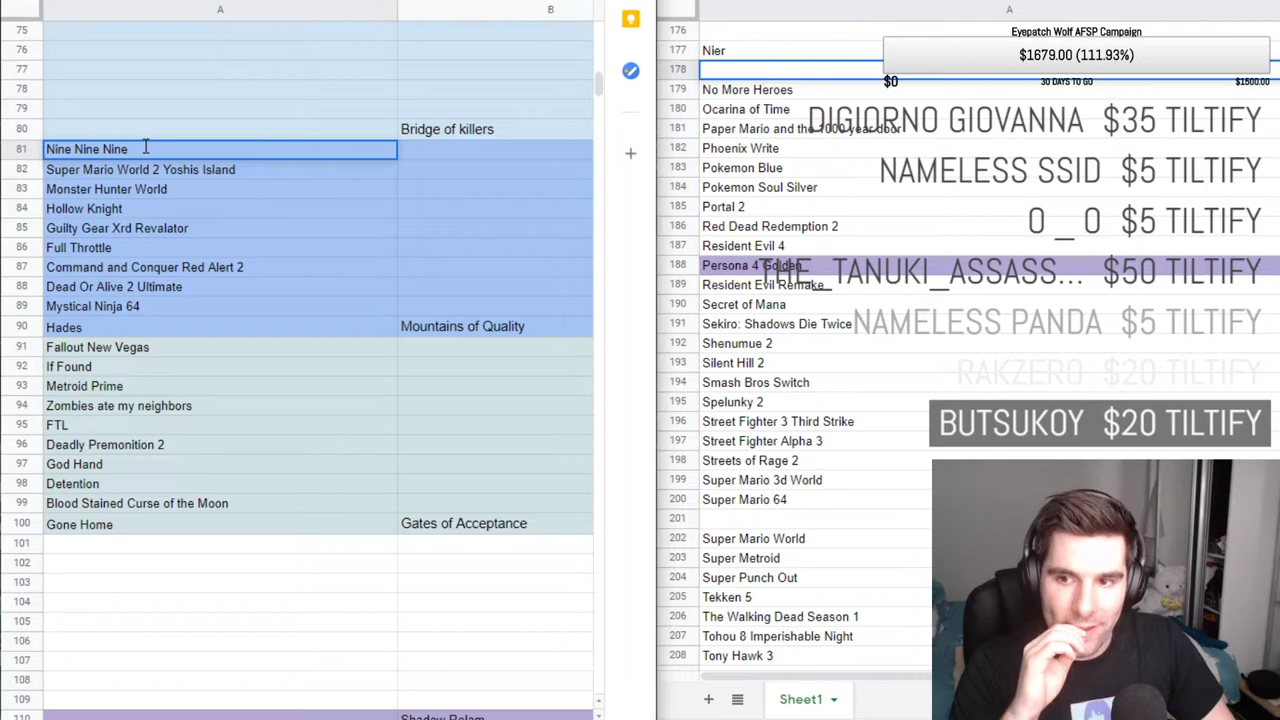 A
B
75
76
77
78
79
80 Bridge of killers
81 Nine Nine Nine
82 Super Mario World 2 Yoshis Island
83 Monster Hunter World
84 Hollow Knight
85 Guilty Gear Xrd Revalator
86 Full Throttle
87 Command and Conquer Red Alert 2
88 Dead Or Alive 2 Ultimate
89 Mystical Ninja 64
90 Hades Mountains of Quality
91 Fallout New Vegas
92 If Found
93 Metroid Prime
94 Zombies ate my neighbors
95 FTL
96 Deadly Premonition 2
97 God Hand
98 Detention
99 Blood Stained Curse of the Moon
100 Gone Home Gates of Acceptance
101
102
103
104
105
106
107
108
109
110 Shadow Relam
A
176
177 Nier
178
179 No More Heroes
180 Ocarina of Time
181 Paper Mario and the 1000 year door
182 Phoenix Write
183 Pokemon Blue
184 Pokemon Soul Silver
185 Portal 2
186 Red Dead Redemption 2
187 Resident Evil 4
188 Persona 4 Golden
189 Resident Evil Remake
190 Secret of Mana
191 Sekiro: Shadows Die Twice
192 Shenumue 2
193 Silent Hill 2
194 Smash Bros Switch
195 Spelunky 2
196 Street Fighter 3 Third Strike
197 Street Fighter Alpha 3
198 Streets of Rage 2
199 Super Mario 3d World
200 Super Mario 64
201
202 Super Mario World
203 Super Metroid
204 Super Punch Out
205 Tekken 5
206 The Walking Dead Season 1
207 Tohou 8 Imperishable Night
208 Tony Hawk 3
Sheet1
Eyepatch Wolf AFSP Campaign
$1679.00 (111.93%)
$0 30 DAYS TO GO $1500.00
DIGIORNO GIOVANNA $35 TILTIFY
NAMELESS SSID $5 TILTIFY
0 _ 0 $5 TILTIFY
THE_TANUKI_ASSASS... $50 TILTIFY
NAMELESS PANDA $5 TILTIFY
RAKZERO $20 TILTIFY
BUTSUKOY $20 TILTIFY